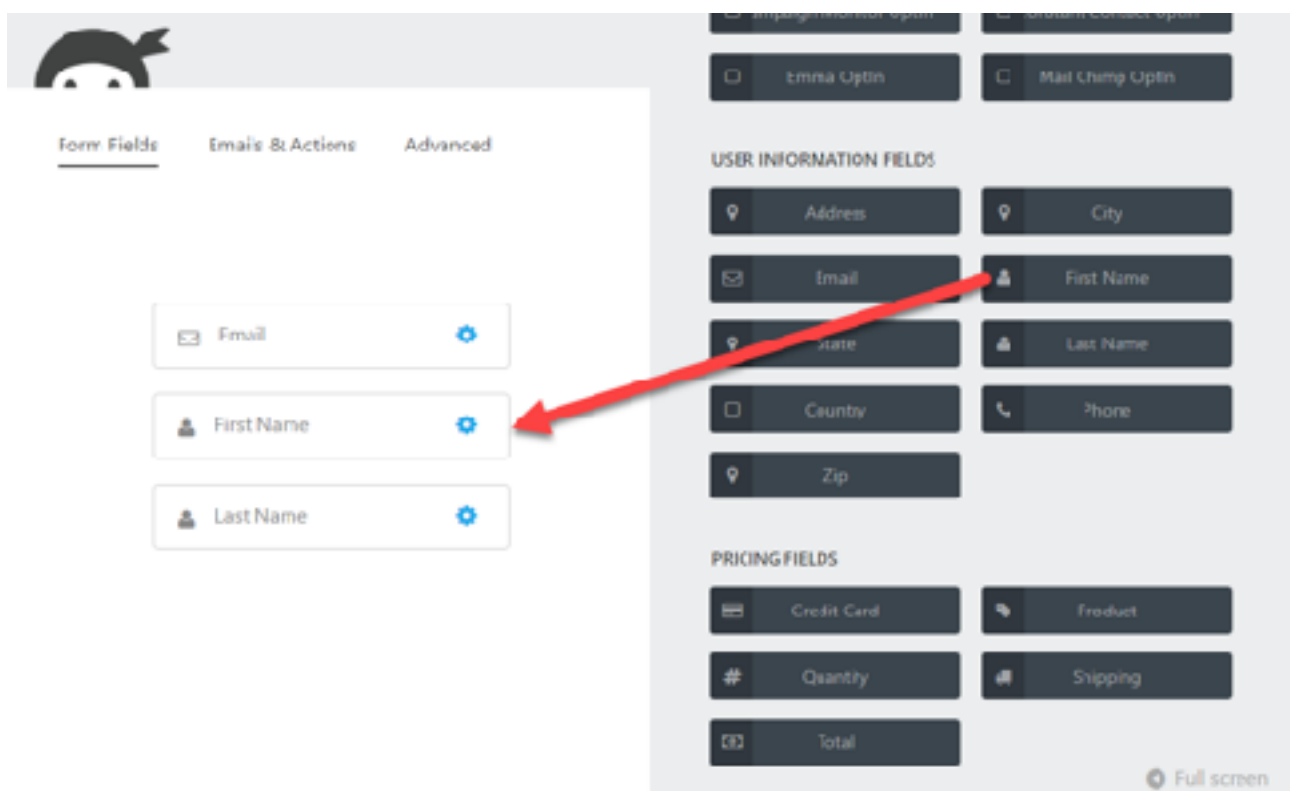 Emma Optin
Mail Chimp Optin
Form Fields
Emails & Actions
Advanced
Email
First Name
Last Name
USER INFORMATION FIELDS
Address
City
Email
First Name
State
Last Name
Country
Phone
Zip
PRICING FIELDS
Credit Card
Product
Quantity
Shipping
Total
Full screen